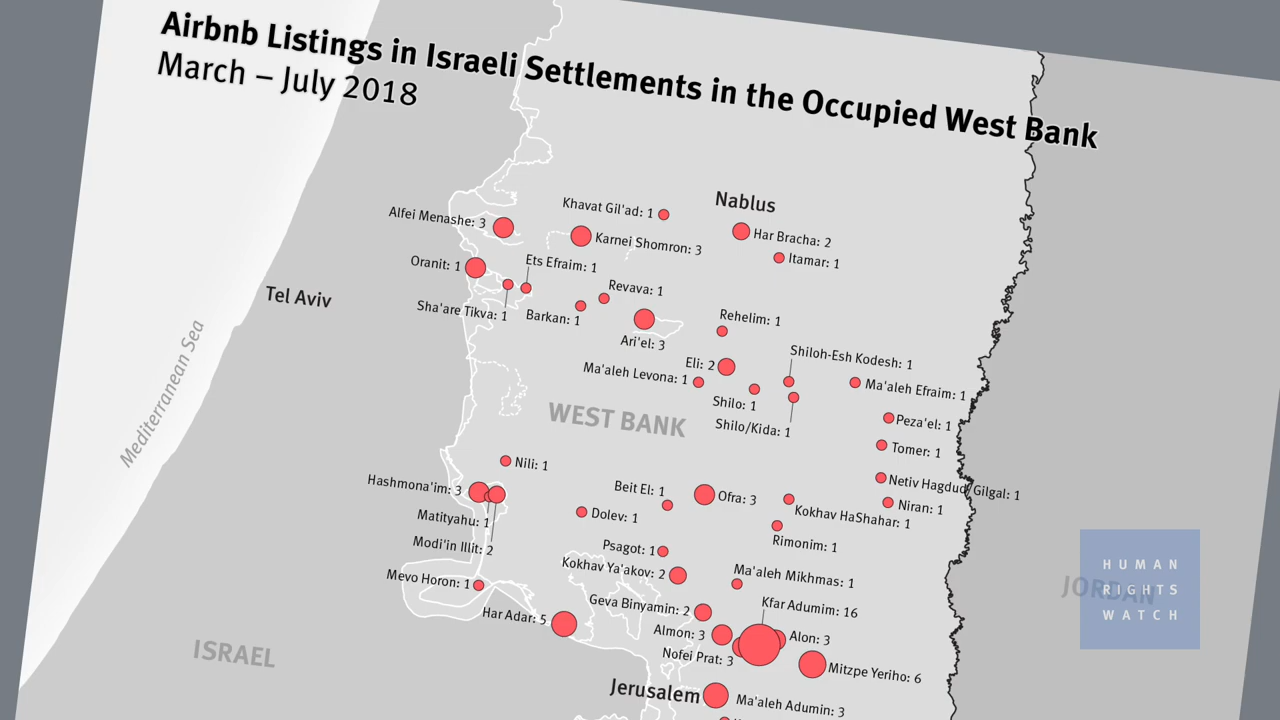 Airbnb Listings in Israeli Settlements in the Occupied West Bank
March – July 2018
Nablus
Khavat Gil'ad: 1
Alfei Menashe: 3
Karnei Shomron: 3
Har Bracha: 2
Itamar: 1
Oranit: 1
Ets Efraim: 1
Revava: 1
Tel Aviv
Sha'are Tikva: 1
Barkan: 1
Rehelim: 1
Ari'el: 3
Shiloh-Esh Kodesh: 1
Eli: 2
Ma'aleh Levona: 1
Ma'aleh Efraim: 1
Mediterranean Sea
Shilo: 1
WEST BANK
Shilo/Kida: 1
Peza'el: 1
Tomer: 1
Nili: 1
Hashmona'im: 3
Beit El: 1
Ofra: 3
Netiv Hagdud/Gilgal: 1
Niran: 1
Matityahu: 1
Dolev: 1
Kokhav HaShahar: 1
Modi'in Illit: 2
Psagot: 1
Rimonim: 1
Mevo Horon: 1
Kokhav Ya'akov: 2
Ma'aleh Mikhmas: 1
JORDAN
HUMAN
RIGHTS
WATCH
Geva Binyamin: 2
Kfar Adumim: 16
Har Adar: 5
Almon: 3
Alon: 3
ISRAEL
Nofei Prat: 3
Mitzpe Yeriho: 6
Jerusalem
Ma'aleh Adumin: 3